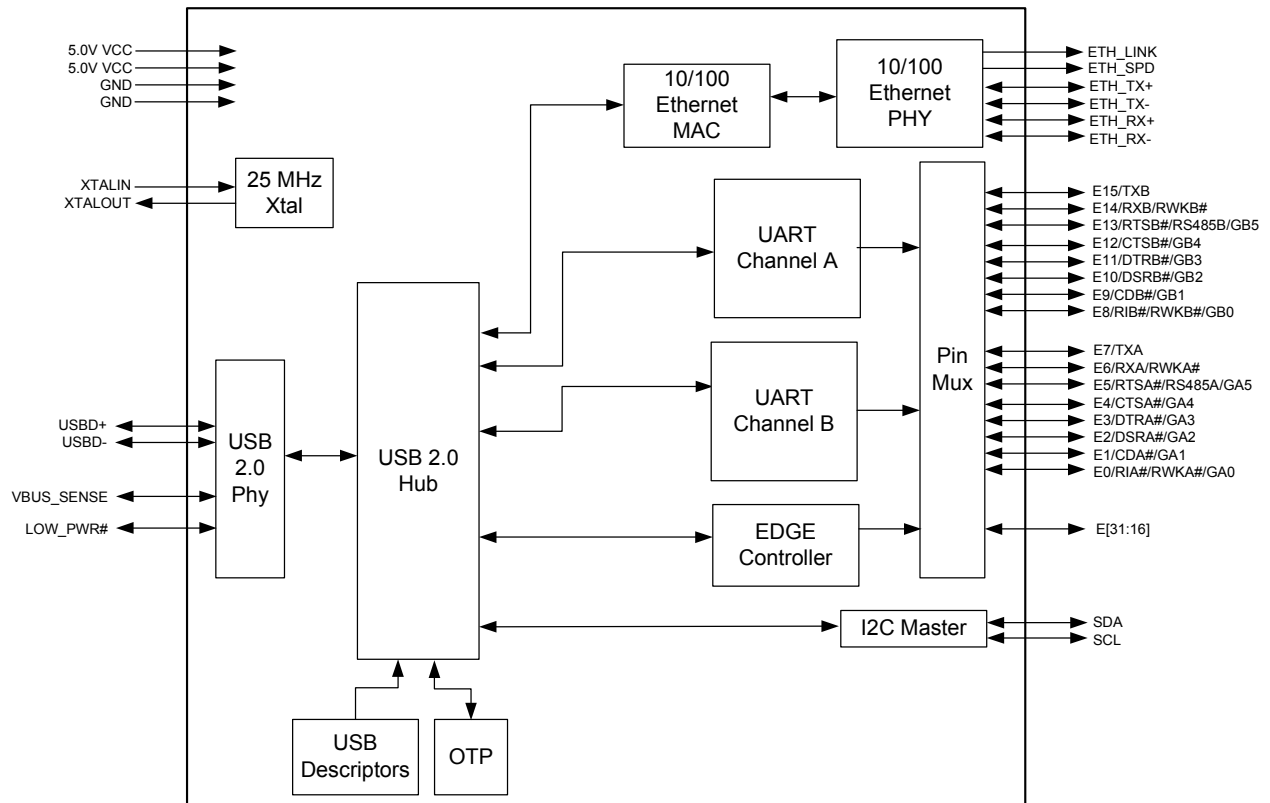 5.0V VCC
5.0V VCC
GND
GND
XTALIN
XTALOUT
25 MHz
Xtal
USBD+
USBD-
VBUS_SENSE
LOW_PWR#
USB
2.0
Phy
USB 2.0
Hub
USB
Descriptors
OTP
10/100
Ethernet
MAC
10/100
Ethernet
PHY
UART
Channel A
UART
Channel B
EDGE
Controller
I2C Master
Pin
Mux
ETH_LINK
ETH_SPD
ETH_TX+
ETH_TX-
ETH_RX+
ETH_RX-
E15/TXB
E14/RXB/RWKB#
E13/RTSB#/RS485B/GB5
E12/CTSB#/GB4
E11/DTRB#/GB3
E10/DSRB#/GB2
E9/CDB#/GB1
E8/RIB#/RWKB#/GB0
E7/TXA
E6/RXA/RWKA#
E5/RTSA#/RS485A/GA5
E4/CTSA#/GA4
E3/DTRA#/GA3
E2/DSRA#/GA2
E1/CDA#/GA1
E0/RIA#/RWKA#/GA0
E[31:16]
SDA
SCL